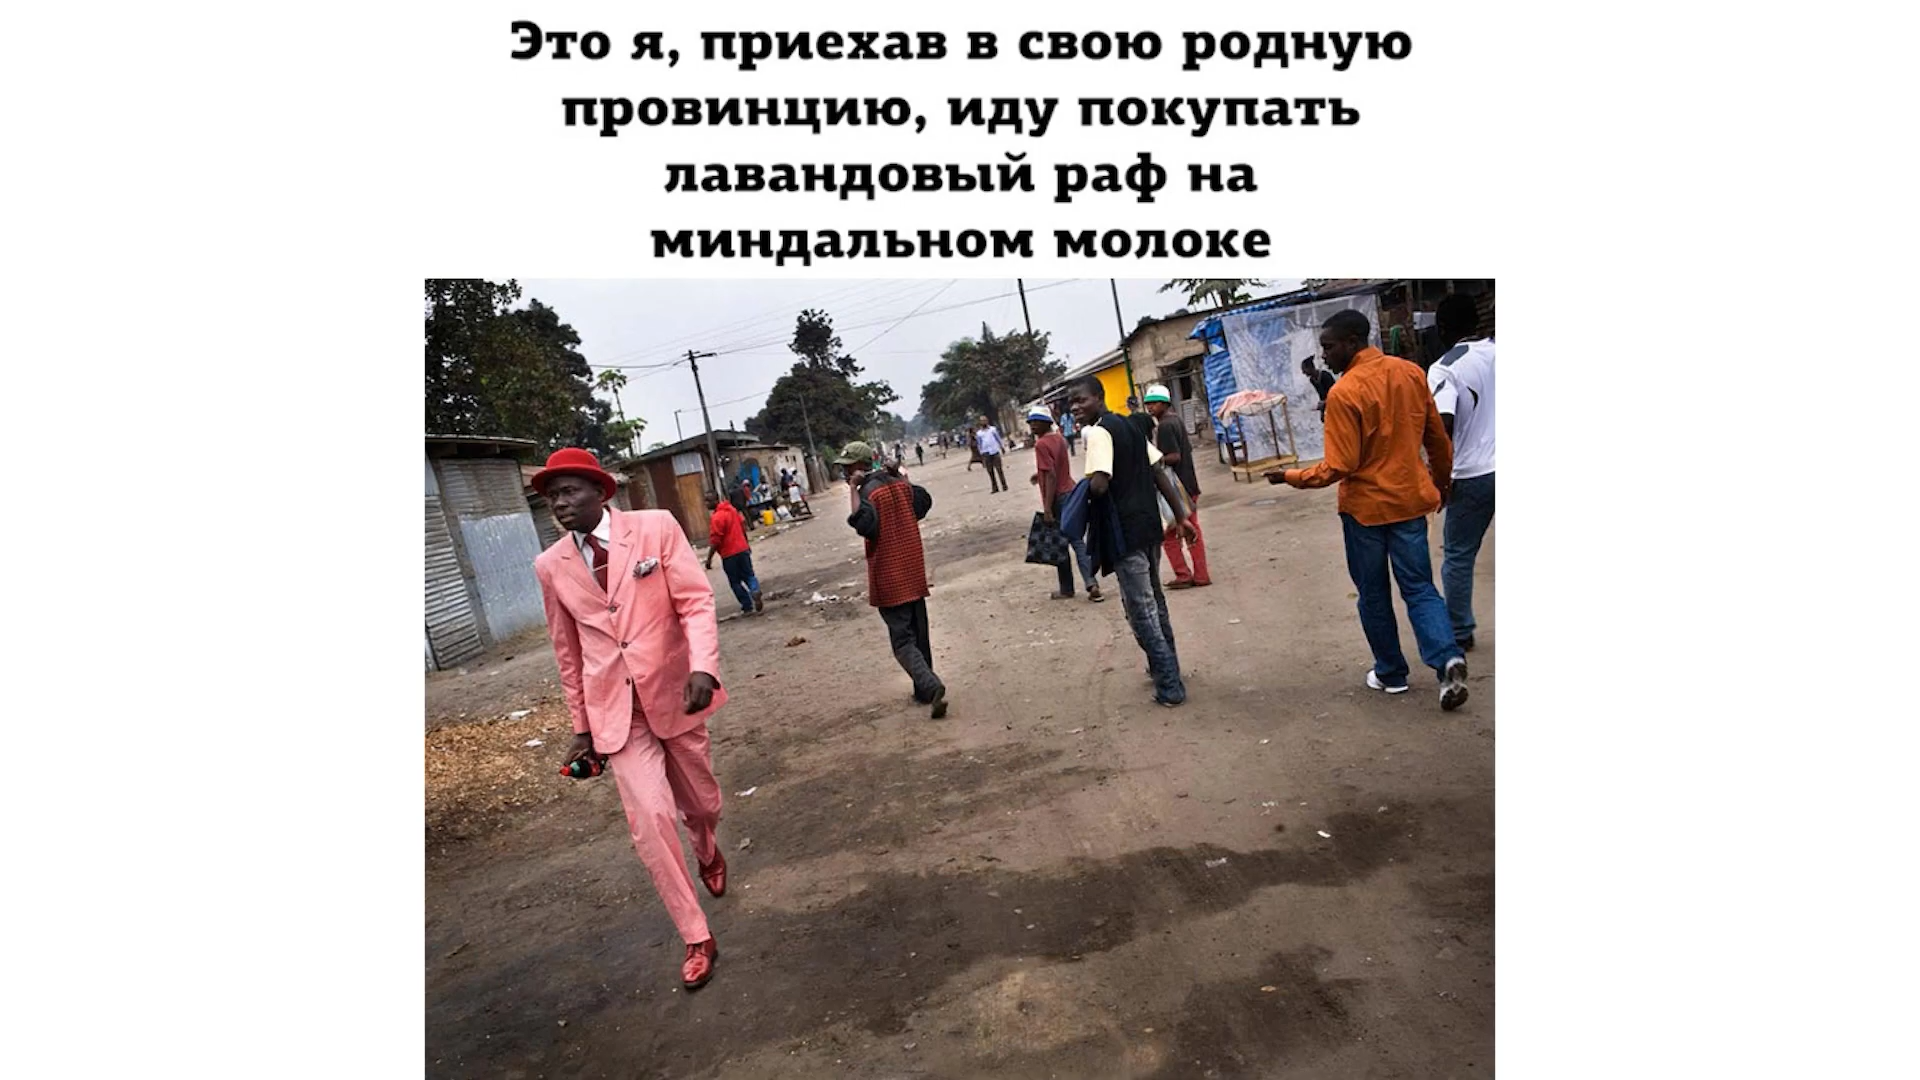 Это я, приехав в свою родную
провинцию, иду покупать
лавандовый раф на
миндальном молоке